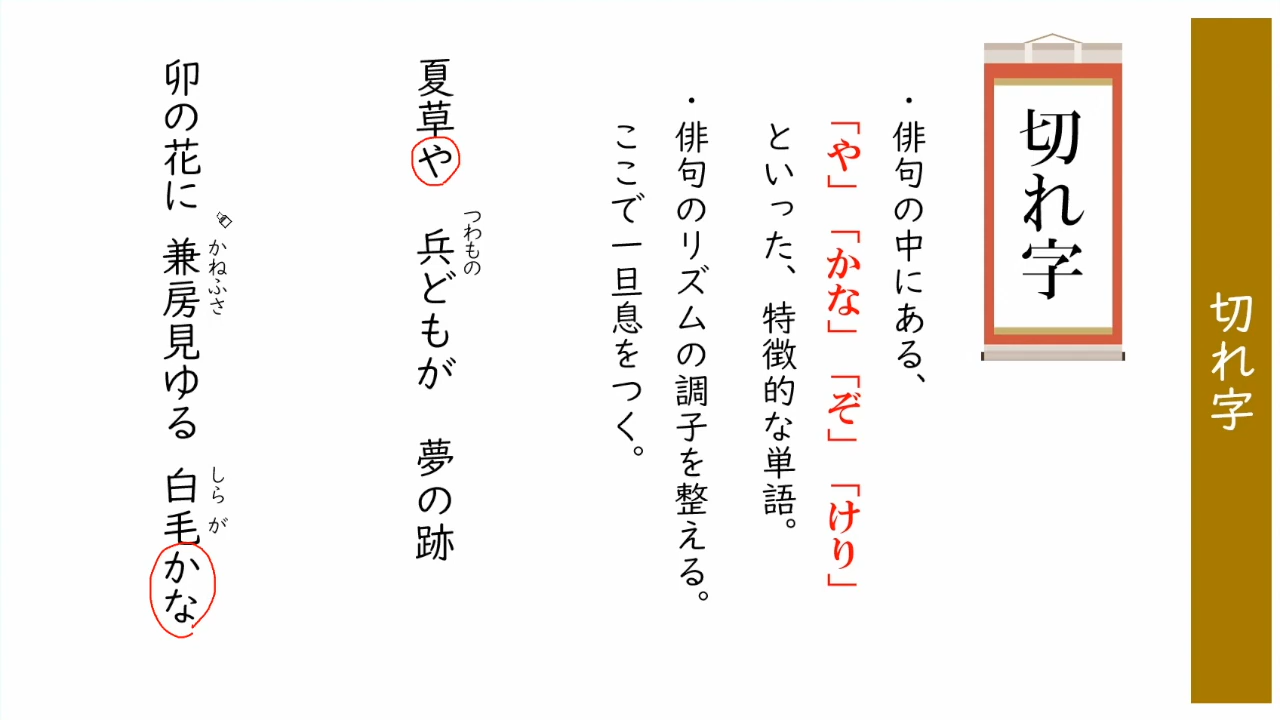 切れ字
切れ字
・俳句の中にある、
「や」「かな」「ぞ」「けり」
といった、特徴的な単語。
・俳句のリズムの調子を整える。
ここで一旦息をつく。
つわもの
夏草や 兵どもが 夢の跡
かねふさ しらが
卯の花に 兼房見ゆる 白毛かな